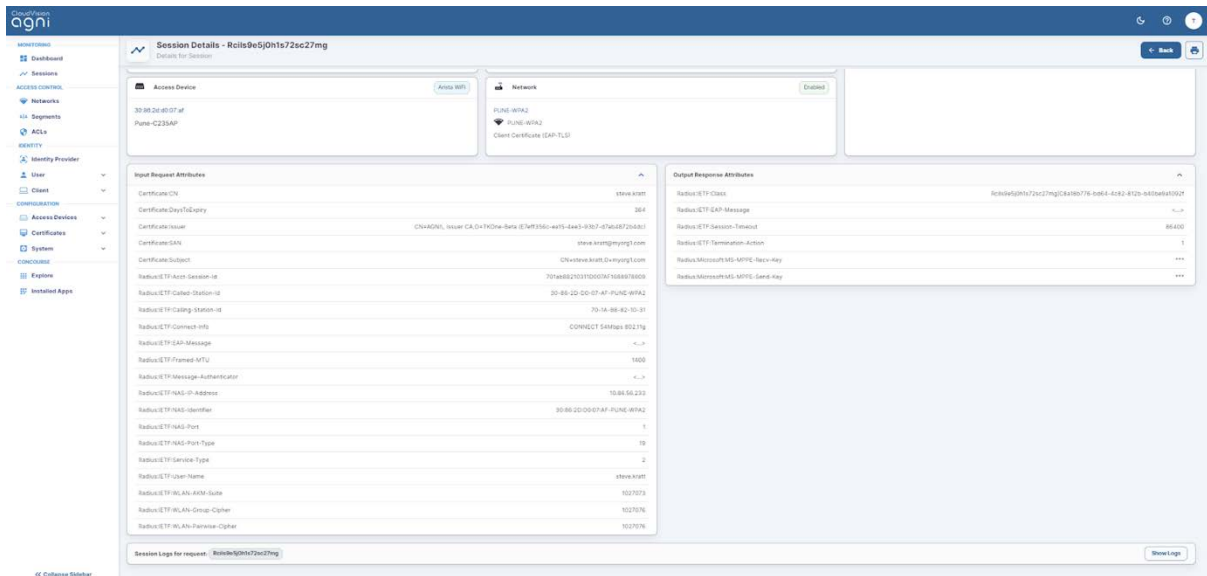 CloudVision
agni
MONITORING
Dashboard
Sessions
ACCESS CONTROL
Networks
Segments
ACLs
IDENTITY
Identity Provider
User
Client
CONFIGURATION
Access Devices
Certificates
System
CONCOURSE
Explore
Installed Apps
Collapse Sidebar
Session Details - Rcils9e5j0h1s72sc27mg
Details for Session
Back
Access Device
Arista WiFi
30:86:2d:d0:07:af
Pune-C235AP
Network
Enabled
PUNE-WPA2
PUNE-WPA2
Client Certificate (EAP-TLS)
Input Request Attributes
Certificate:CN steve.kratt
Certificate:DaysToExpiry 364
Certificate:Issuer
Certificate:SAN steve.kratt@myorg1.com
Certificate:Subject CN=steve.kratt,O=myorg1.com
Radius:IETF:Acct-Session-Id
Radius:IETF:Called-Station-Id 30-86-2D-D0-07-AF-PUNE-WPA2
Radius:IETF:Calling-Station-Id 70-1A-B8-82-10-31
Radius:IETF:Connect-Info CONNECT 54Mbps 802.11g
Radius:IETF:EAP-Message <...>
Radius:IETF:Framed-MTU 1400
Radius:IETF:Message-Authenticator <...>
Radius:IETF:NAS-IP-Address 10.86.56.233
Radius:IETF:NAS-Identifier 30:86:2D:D0:07:AF-PUNE-WPA2
Radius:IETF:NAS-Port 1
Radius:IETF:NAS-Port-Type 19
Radius:IETF:Service-Type 2
Radius:IETF:User-Name steve.kratt
Radius:IETF:WLAN-AKM-Suite 1027073
Radius:IETF:WLAN-Group-Cipher 1027076
Radius:IETF:WLAN-Pairwise-Cipher 1027076
Output Response Attributes
Radius:IETF:Class
Radius:IETF:EAP-Message <...>
Radius:IETF:Session-Timeout 86400
Radius:IETF:Termination-Action 1
Radius:Microsoft:MS-MPPE-Recv-Key ***
Radius:Microsoft:MS-MPPE-Send-Key ***
Session Logs for request: Rcils9e5j0h1s72sc27mg
Show Logs